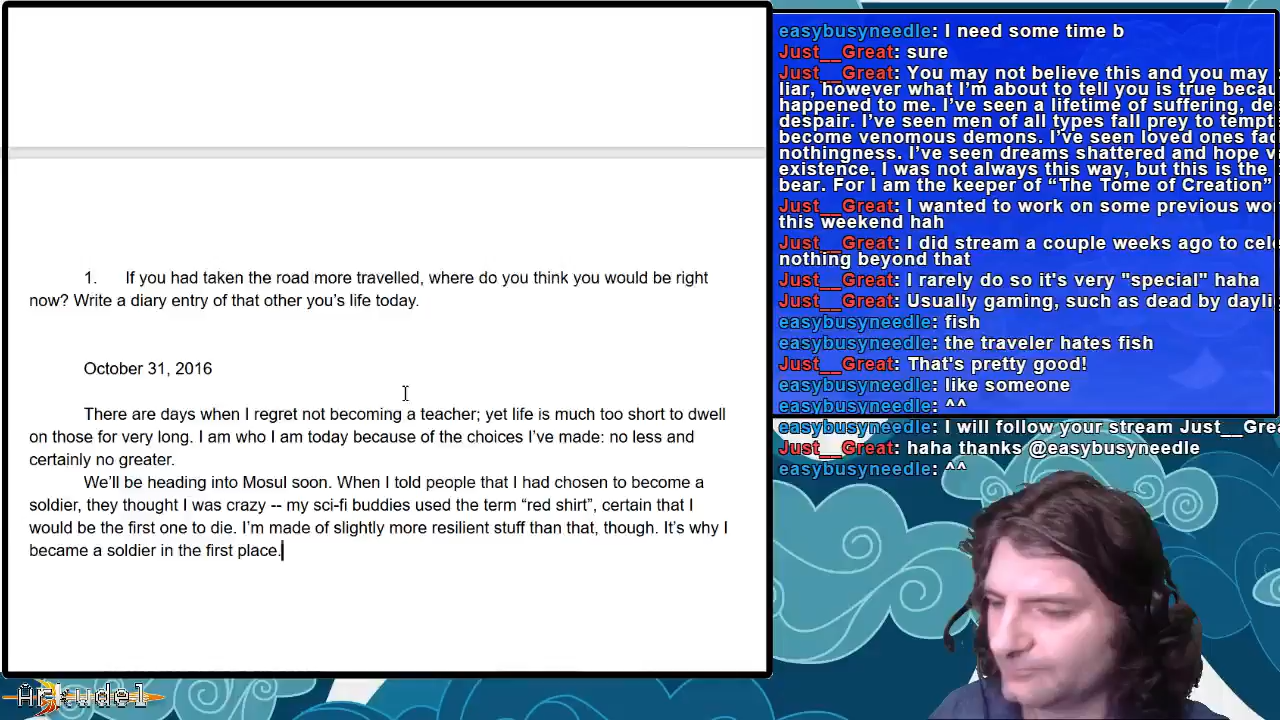 1. If you had taken the road more travelled, where do you think you would be right
now? Write a diary entry of that other you's life today.
October 31, 2016
There are days when I regret not becoming a teacher; yet life is much too short to dwell
on those for very long. I am who I am today because of the choices I've made: no less and
certainly no greater.
We'll be heading into Mosul soon. When I told people that I had chosen to become a
soldier, they thought I was crazy -- my sci-fi buddies used the term “red shirt”, certain that I
would be the first one to die. I'm made of slightly more resilient stuff than that, though. It's why I
became a soldier in the first place.
easybusyneedle: I need some time b
Just__Great: sure
Just__Great: You may not believe this and you may
liar, however what I'm about to tell you is true becau
happened to me. I've seen a lifetime of suffering, de
despair. I've seen men of all types fall prey to tempt
become venomous demons. I've seen loved ones fad
nothingness. I've seen dreams shattered and hope v
existence. I was not always this way, but this is the
bear. For I am the keeper of “The Tome of Creation”
Just__Great: I wanted to work on some previous wor
this weekend hah
Just__Great: I did stream a couple weeks ago to cele
nothing beyond that
Just__Great: I rarely do so it's very "special" haha
Just__Great: Usually gaming, such as dead by dayli
easybusyneedle: fish
easybusyneedle: the traveler hates fish
Just__Great: That's pretty good!
easybusyneedle: like someone
easybusyneedle: ^^
easybusyneedle: I will follow your stream Just__Grea
Just__Great: haha thanks @easybusyneedle
easybusyneedle: ^^
Arkudel